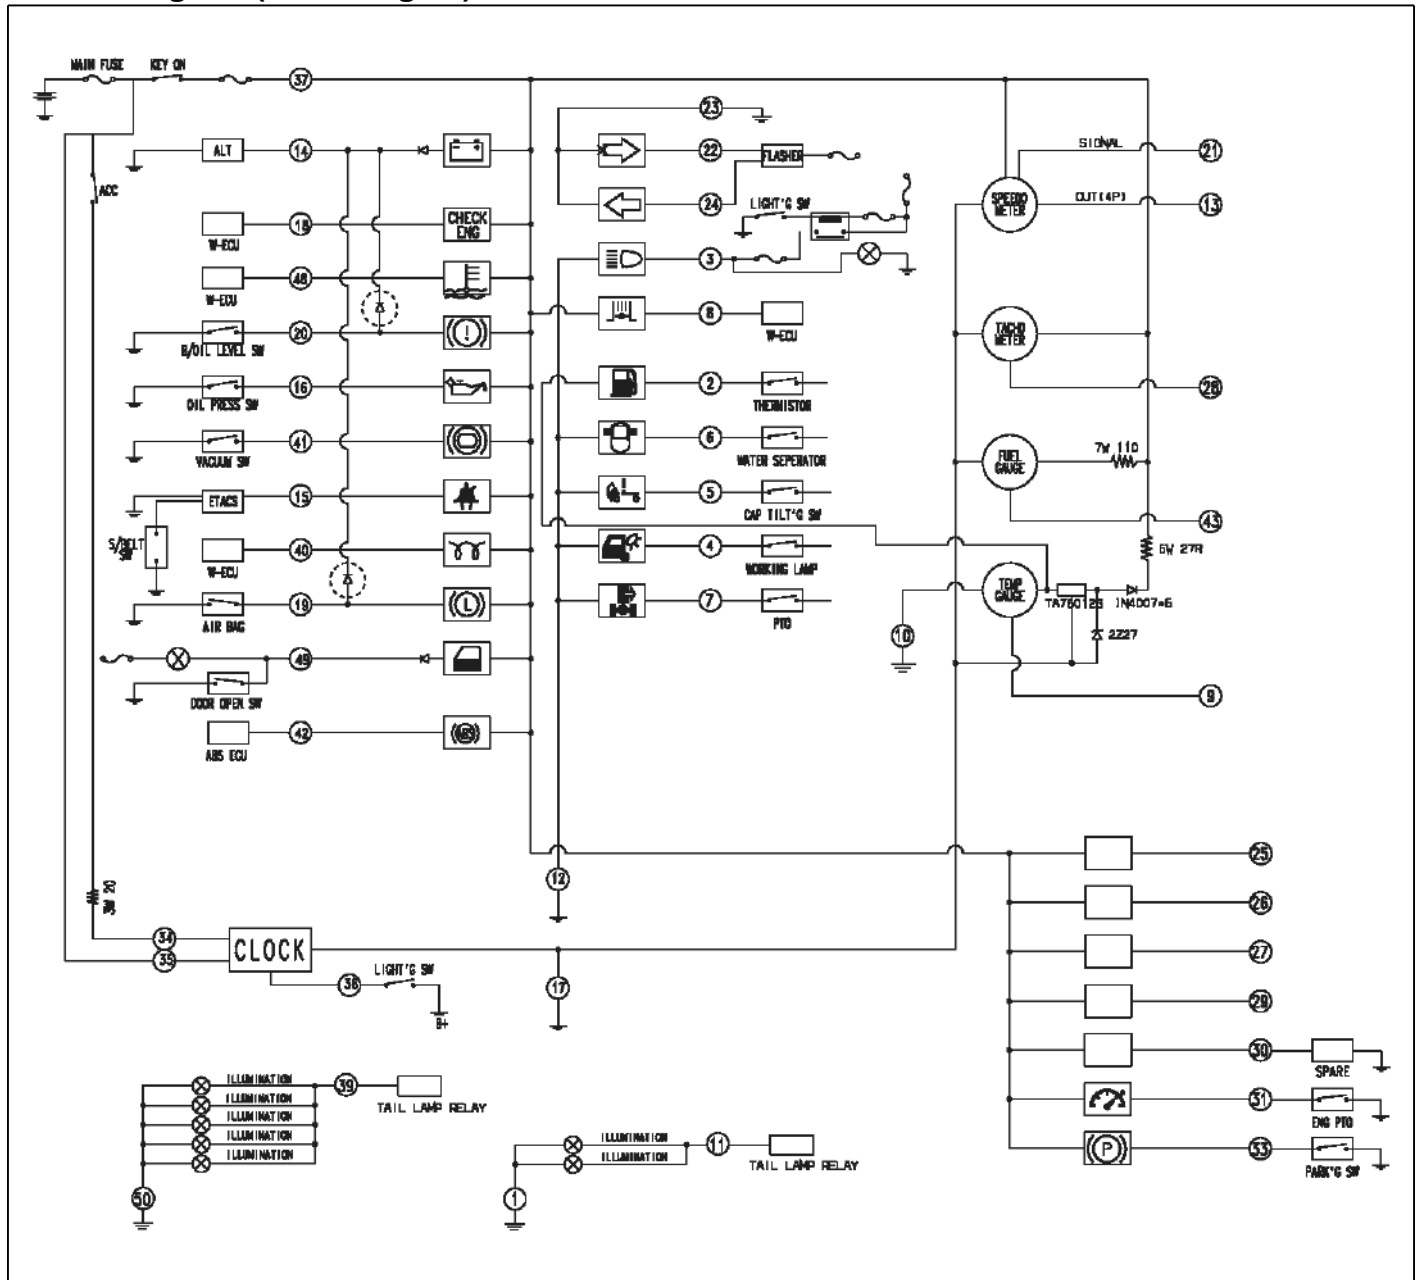 MAIN FUSE
KEY ON
37
23
ALT
14
22
FLASHER
SIGNAL
21
ACC
24
LIGHT'G SW
SPEEDO
METER
OUT(4P)
13
18
CHECK
ENG
W-ECU
3
48
W-ECU
8
W-ECU
TACHO
METER
20
B/OIL LEVEL SW
16
OIL PRESS SW
2
THERMISTOR
28
41
VACUUM SW
6
WATER SEPERATOR
FUEL
GAUGE
7W 110
ETACS
15
5
CAP TILT'G SW
43
S/BELT
SW
40
W-ECU
4
WORKING LAMP
5W 27R
TEMP
GAUGE
TA78012S
IN4007*6
19
L
AIR BAG
7
PTO
10
2Z27
49
DOOR OPEN SW
9
42
ABS
ABS ECU
25
12
3W 20
26
34
35
CLOCK
27
LIGHT'G SW
36
B+
17
29
30
SPARE
ILLUMINATION
ILLUMINATION
ILLUMINATION
ILLUMINATION
ILLUMINATION
39
TAIL LAMP RELAY
31
ENG PTO
ILLUMINATION
ILLUMINATION
11
TAIL LAMP RELAY
P
33
PARK'G SW
50
1